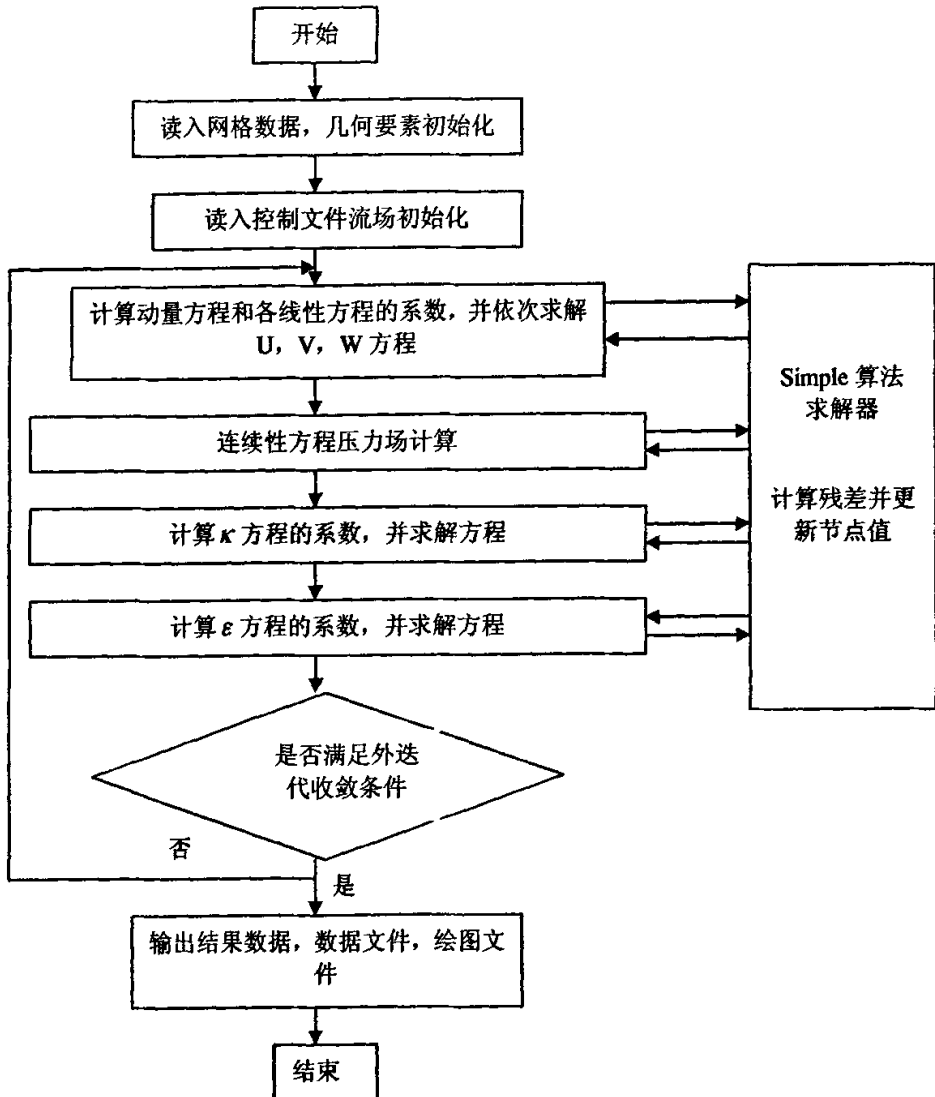 开始
读入网格数据，几何要素初始化
读入控制文件流场初始化
计算动量方程和各线性方程的系数，并依次求解
U，V，W 方程
连续性方程压力场计算
计算 κ 方程的系数，并求解方程
计算 ε 方程的系数，并求解方程
Simple 算法
求解器
计算残差并更
新节点值
是否满足外迭
代收敛条件
否
是
输出结果数据，数据文件，绘图文
件
结束